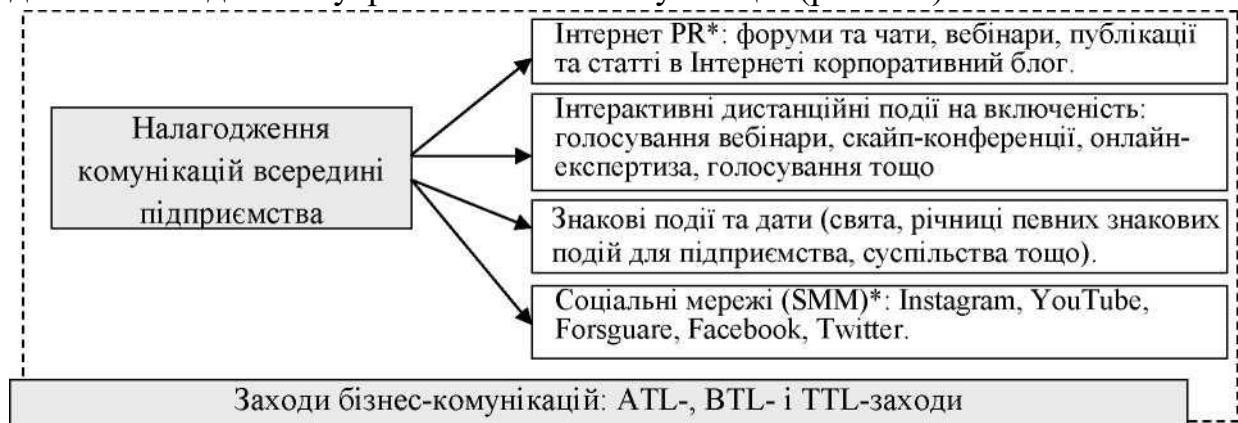 Інтернет PR*: форуми та чати, вебінари, публікації
та статті в Інтернеті корпоративний блог.
Налагодження
комунікацій всередині
підприємства
Інтерактивні дистанційні події на включеність:
голосування вебінари, скайп-конференції, онлайн-
експертиза, голосування тощо
Знакові події та дати (свята, річниці певних знакових
подій для підприємства, суспільства тощо).
Соціальні мережі (SMM)*: Instagram, YouTube,
Forsguare, Facebook, Twitter.
Заходи бізнес-комунікацій: ATL-, BTL- і TTL-заходи